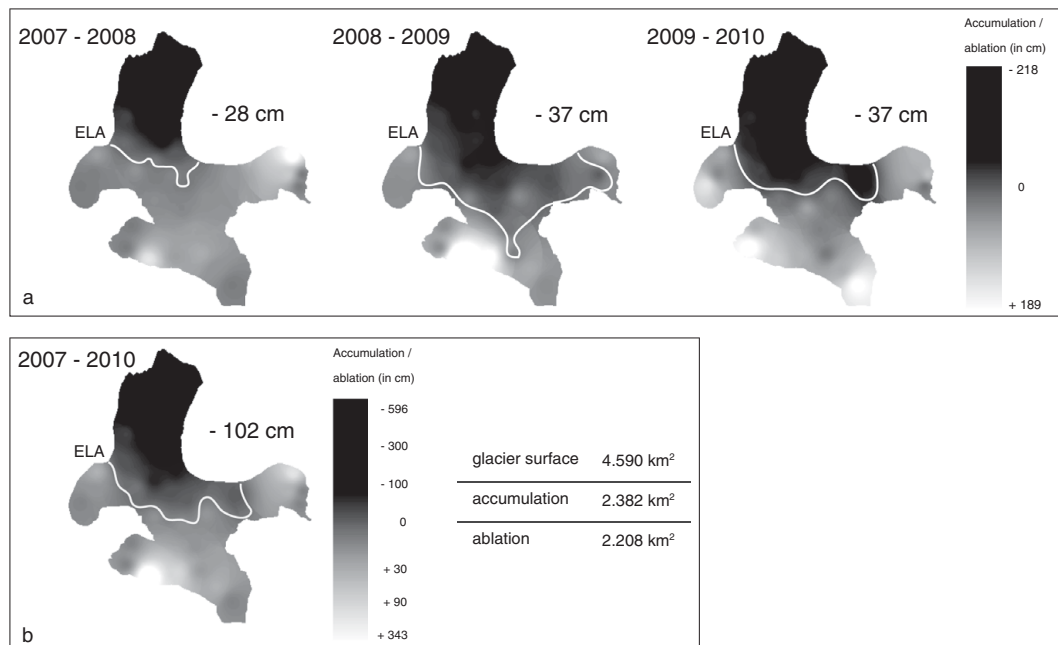 2007 - 2008
2008 - 2009
2009 - 2010
Accumulation /
ablation (in cm)
- 218
0
+ 189
ELA
- 28 cm
ELA
- 37 cm
ELA
- 37 cm
a
2007 - 2010
Accumulation /
ablation (in cm)
- 596
- 300
- 100
0
+ 30
+ 90
+ 343
ELA
- 102 cm
glacier surface 4.590 km²
accumulation 2.382 km²
ablation 2.208 km²
b